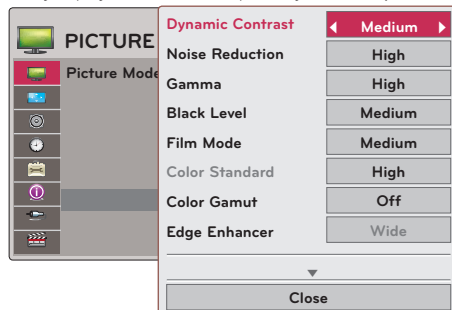 PICTURE
Picture Mode
Dynamic Contrast Medium
Noise Reduction High
Gamma High
Black Level Medium
Film Mode Medium
Color Standard High
Color Gamut Off
Edge Enhancer Wide
Close